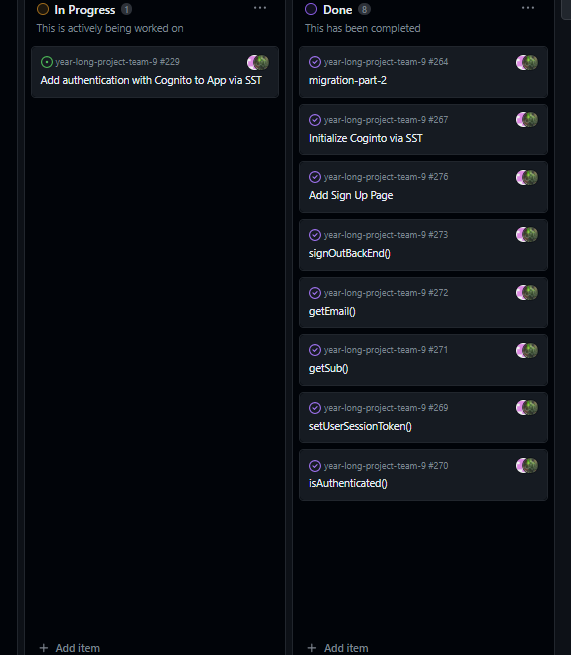 In Progress 1
This is actively being worked on
year-long-project-team-9 #229
Add authentication with Cognito to App via SST
+ Add item
Done 8
This has been completed
year-long-project-team-9 #264
migration-part-2
year-long-project-team-9 #267
Initialize Coginto via SST
year-long-project-team-9 #276
Add Sign Up Page
year-long-project-team-9 #273
signOutBackEnd()
year-long-project-team-9 #272
getEmail()
year-long-project-team-9 #271
getSub()
year-long-project-team-9 #269
setUserSessionToken()
year-long-project-team-9 #270
isAuthenticated()
+ Add item